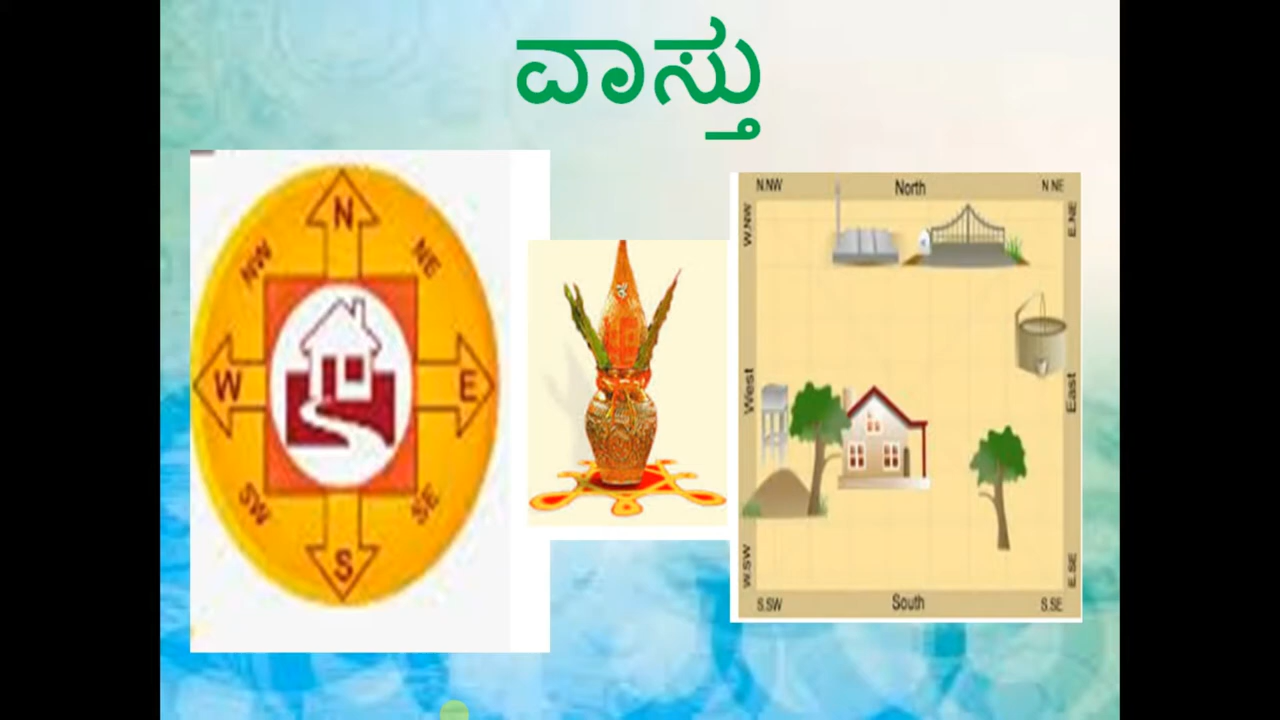 ವಾಸ್ತು
N
NW
NE
W
E
SW
SE
S
N.NW
North
N NE
W.NW
E.NE
West
East
W.SW
E.SE
S.SW
South
S.SE